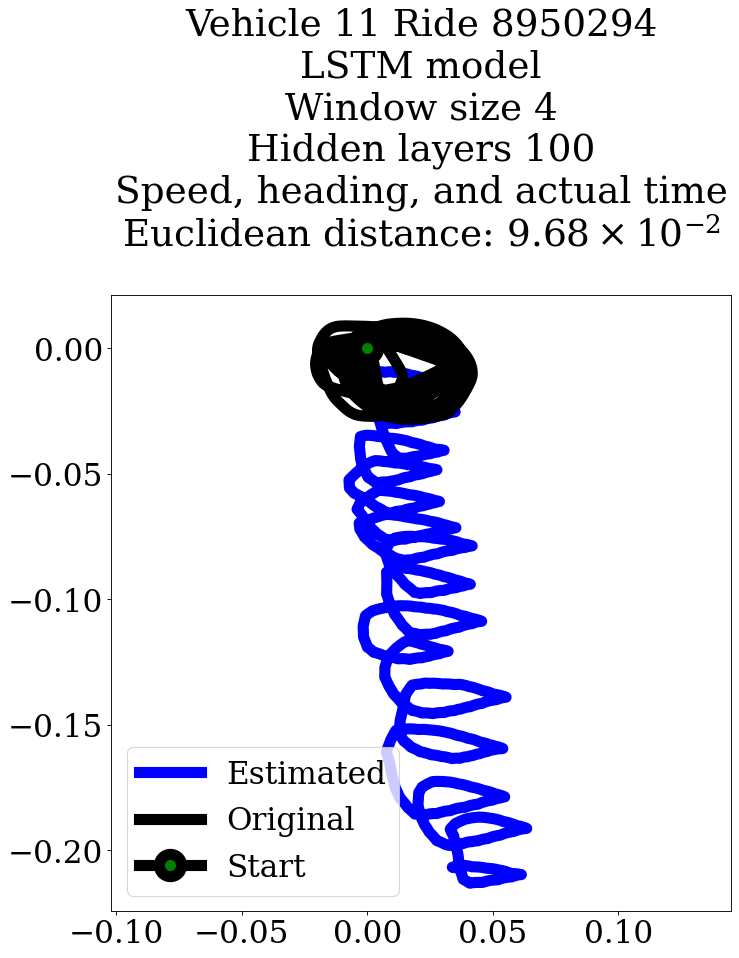 Vehicle 11 Ride 8950294
LSTM model
Window size 4
Hidden layers 100
Speed, heading, and actual time
Euclidean distance: 9.68 × 10⁻²
0.00
−0.05
−0.10
−0.15
−0.20
Estimated
Original
Start
−0.10 −0.05 0.00 0.05 0.10